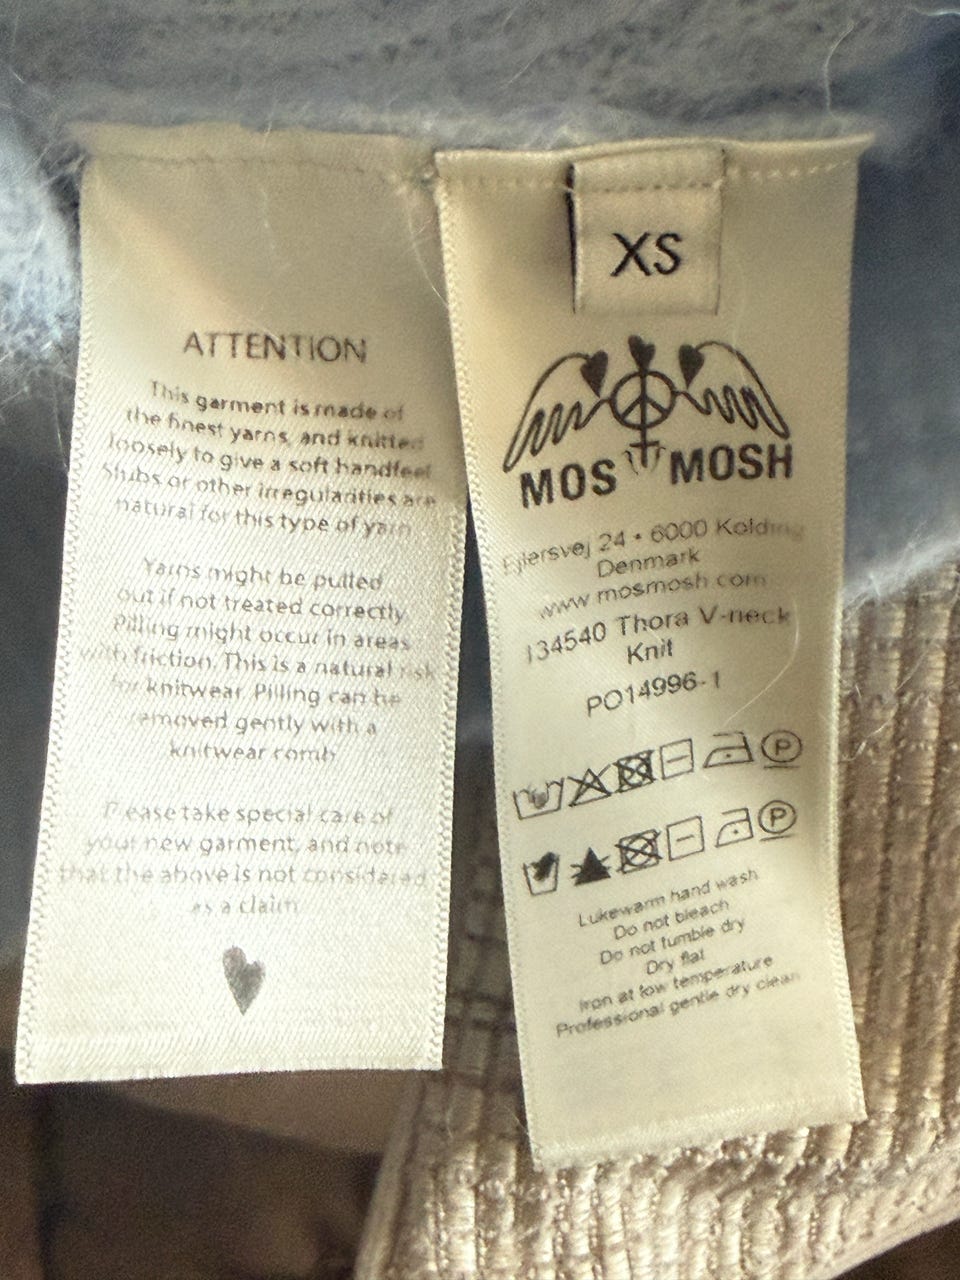 ATTENTION
This garment is made of
the finest yarns, and knitted
loosely to give a soft handfeel
Slubs or other irregularities are
natural for this type of yarn
Yarns might be pulled
out if not treated correctly
Pilling might occur in areas
with friction. This is a natural risk
for knitwear. Pilling can be
removed gently with a
knitwear comb
Please take special care of
your new garment, and note
that the above is not considered
as a claim
XS
MOS MOSH
Ejlersvej 24 • 6000 Kolding
Denmark
www.mosmosh.com
134540 Thora V-neck
Knit
PO14996-1
P
P
Lukewarm hand wash
Do not bleach
Do not tumble dry
Dry flat
Iron at low temperature
Professional gentle dry clean